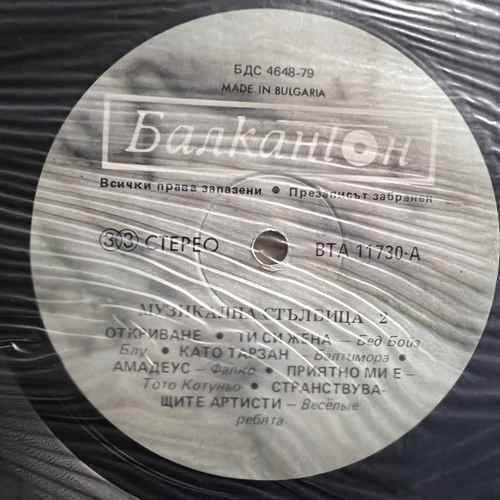 БДС 4648-79
MADE IN BULGARIA
Балкантон
Всички права запазени • Презаписът забранен
33 СТЕРЕО ВТА 11730-А
МУЗИКАЛНА СТЪЛБИЦА 2
ОТКРИВАНЕ • ТИ СИ ЖЕНА – Бед Бойз
Блу • КАТО ТАРЗАН – Балтимора •
АМАДЕУС – Фалко • ПРИЯТНО МИ Е –
Тото Котуньо • СТРАНСТВУВА-
ЩИТЕ АРТИСТИ – Весёлые
ребята